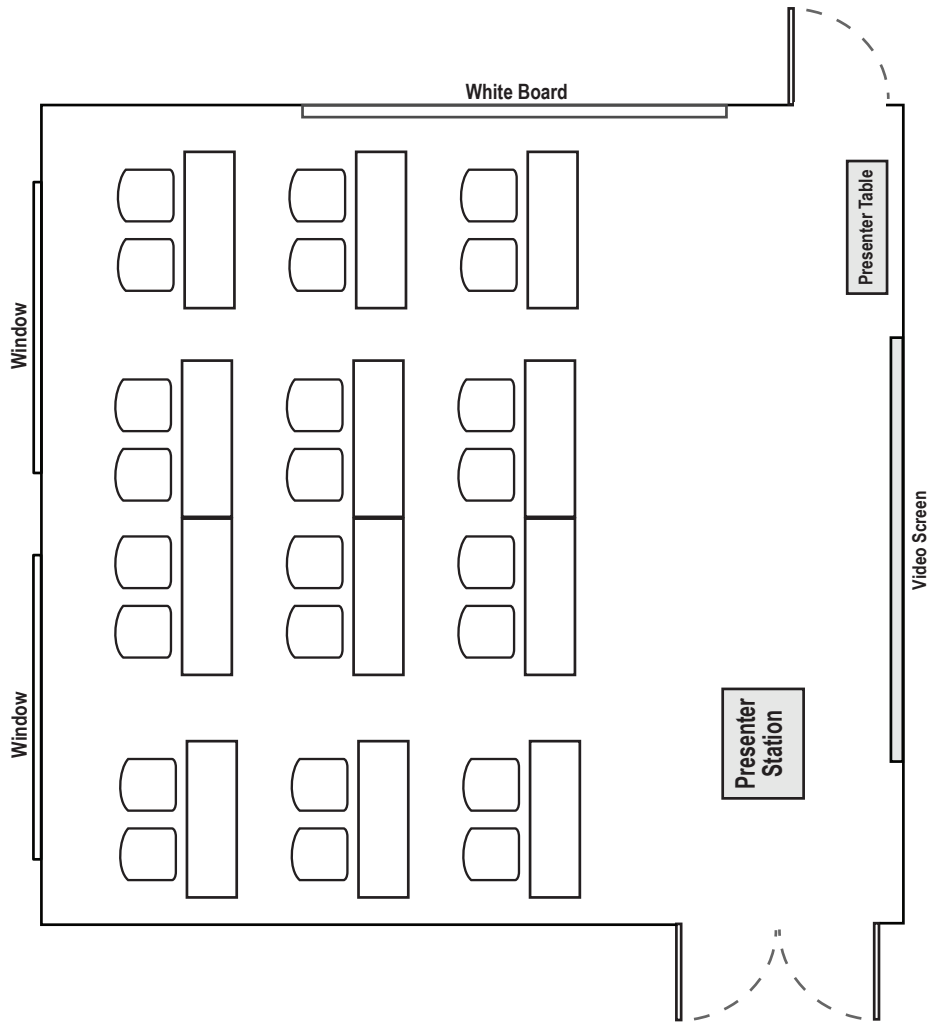 White Board
Presenter Table
Window
Video Screen
Window
Presenter
Station